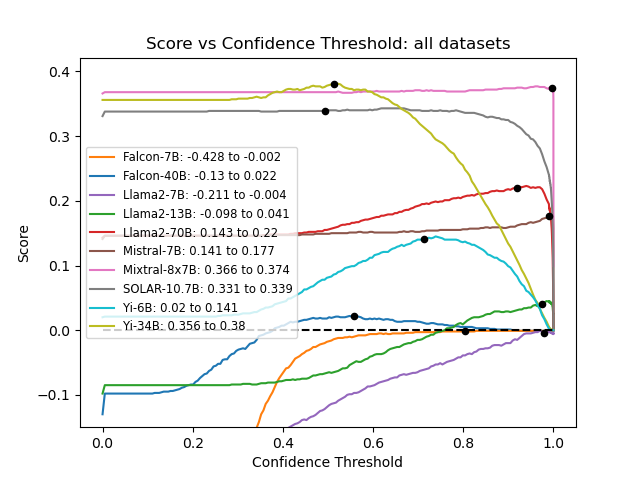 Score vs Confidence Threshold: all datasets
0.4
0.3
0.2
0.1
0.0
−0.1
Score
Falcon-7B: -0.428 to -0.002
Falcon-40B: -0.13 to 0.022
Llama2-7B: -0.211 to -0.004
Llama2-13B: -0.098 to 0.041
Llama2-70B: 0.143 to 0.22
Mistral-7B: 0.141 to 0.177
Mixtral-8x7B: 0.366 to 0.374
SOLAR-10.7B: 0.331 to 0.339
Yi-6B: 0.02 to 0.141
Yi-34B: 0.356 to 0.38
0.0 0.2 0.4 0.6 0.8 1.0
Confidence Threshold